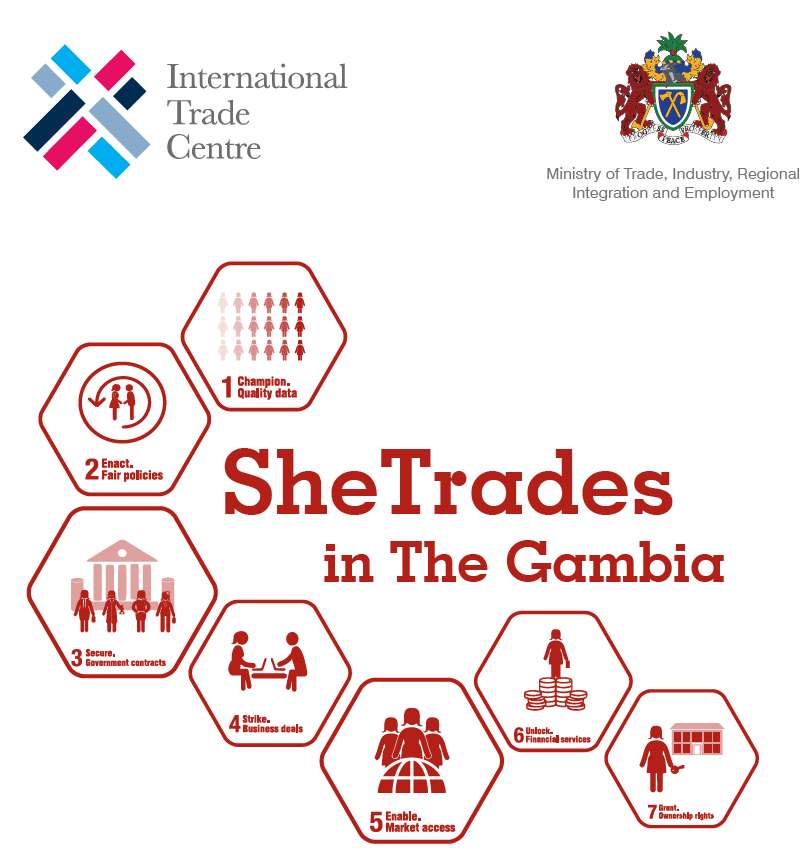 International
Trade
Centre
PEACE
Ministry of Trade, Industry, Regional
Integration and Employment
1 Champion.
Quality data
2 Enact.
Fair policies
SheTrades
in The Gambia
3 Secure.
Government contracts
4 Strike.
Business deals
5 Enable.
Market access
6 Unlock.
Financial services
7 Grant.
Ownership rights